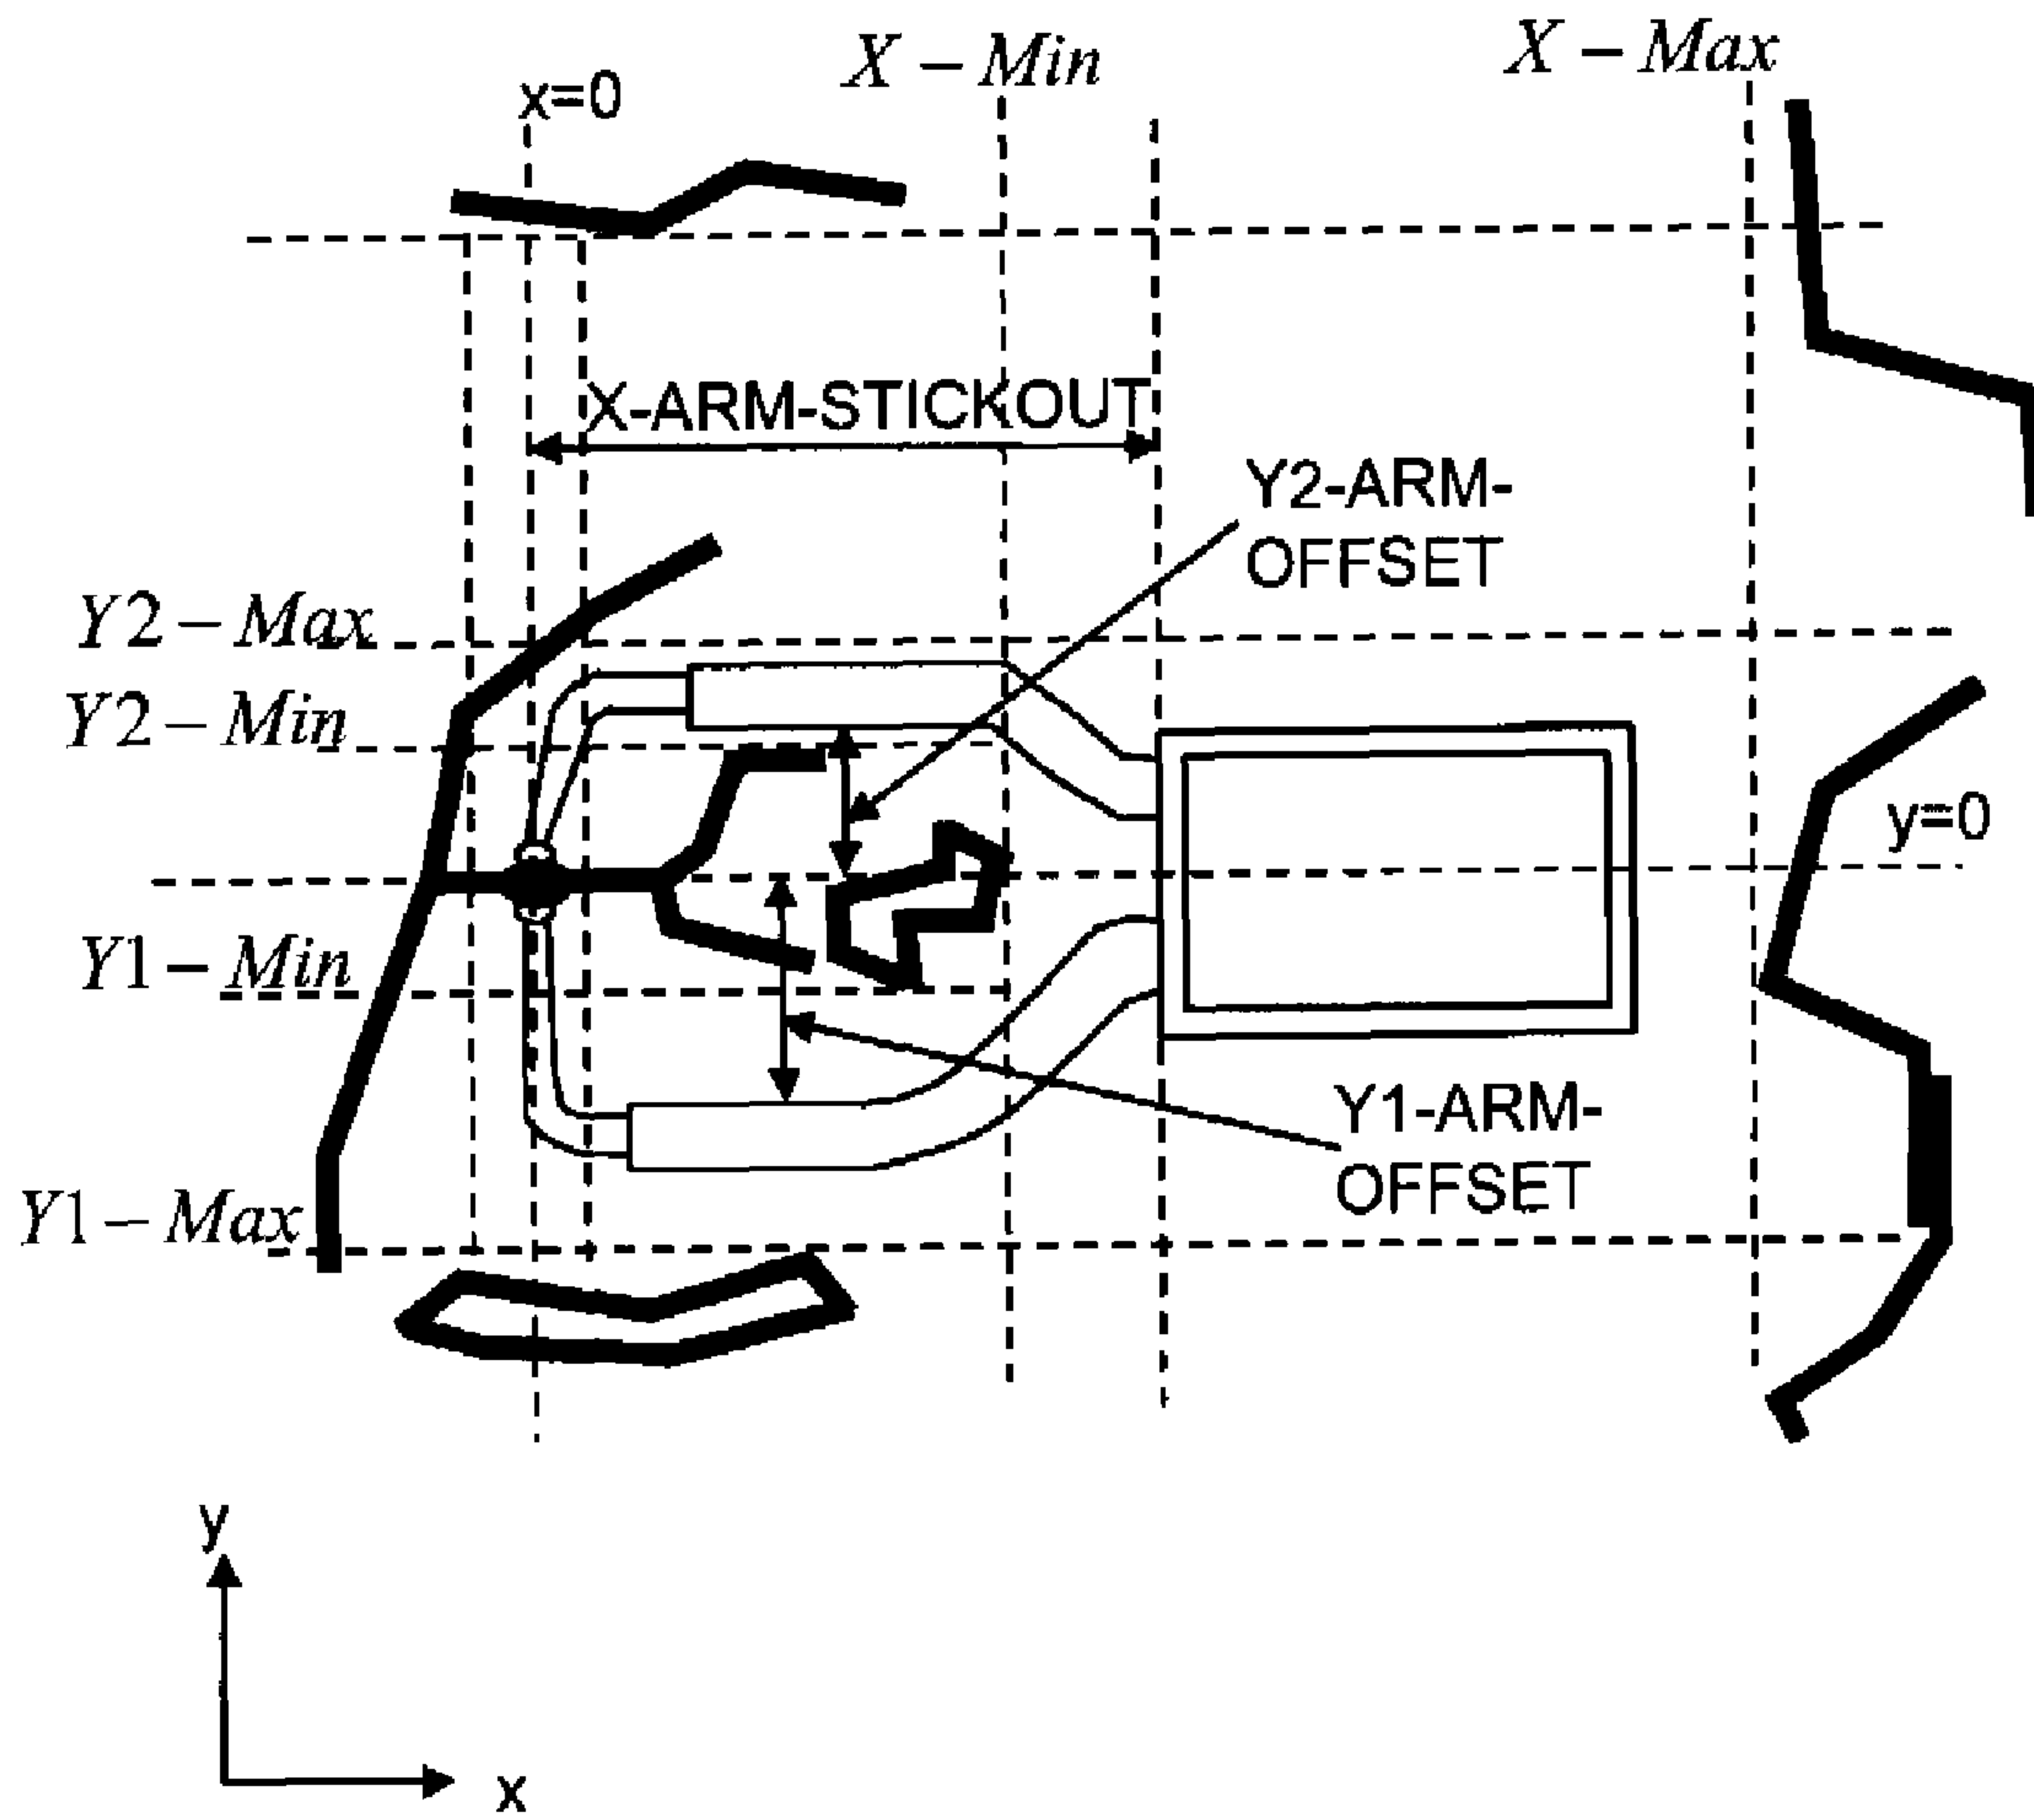 X – Min
X – Max
x=0
X-ARM-STICKOUT
Y2-ARM-
OFFSET
Y2 – Max
Y2 – Min
y=0
Y1 – Min
Y1-ARM-
OFFSET
Y1 – Max
y
x